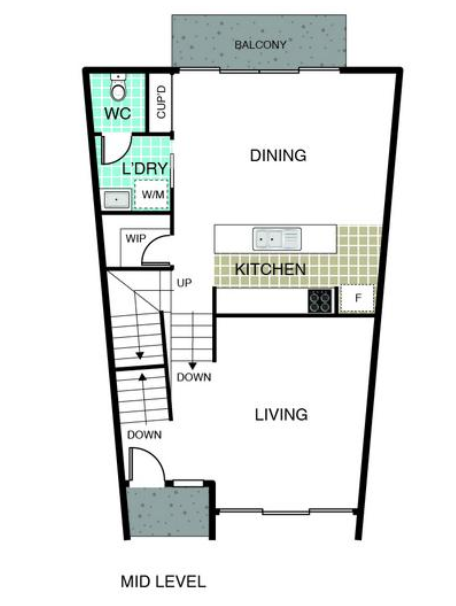 BALCONY
WC
CUP'D
DINING
L'DRY
W/M
WIP
KITCHEN
UP
F
DOWN
LIVING
DOWN
MID LEVEL